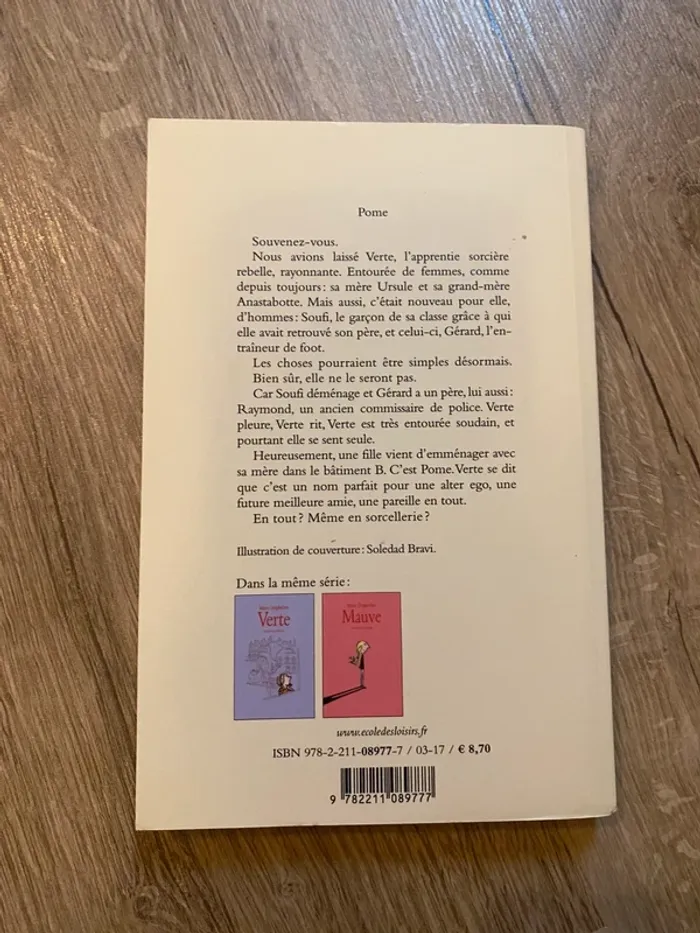 Pome
Souvenez-vous.
Nous avions laissé Verte, l'apprentie sorcière
rebelle, rayonnante. Entourée de femmes, comme
depuis toujours : sa mère Ursule et sa grand-mère
Anastabotte. Mais aussi, c'était nouveau pour elle,
d'hommes : Soufi, le garçon de sa classe grâce à qui
elle avait retrouvé son père, et celui-ci, Gérard, l'en-
traîneur de foot.
Les choses pourraient être simples désormais.
Bien sûr, elle ne le seront pas.
Car Soufi déménage et Gérard a un père, lui aussi :
Raymond, un ancien commissaire de police. Verte
pleure, Verte rit, Verte est très entourée soudain, et
pourtant elle se sent seule.
Heureusement, une fille vient d'emménager avec
sa mère dans le bâtiment B. C'est Pome. Verte se dit
que c'est un nom parfait pour une alter ego, une
future meilleure amie, une pareille en tout.
En tout ? Même en sorcellerie ?
Illustration de couverture : Soledad Bravi.
Dans la même série :
Verte
Mauve
www.ecoledesloisirs.fr
ISBN 978-2-211-08977-7 / 03-17 / € 8,70
9 782211 089777